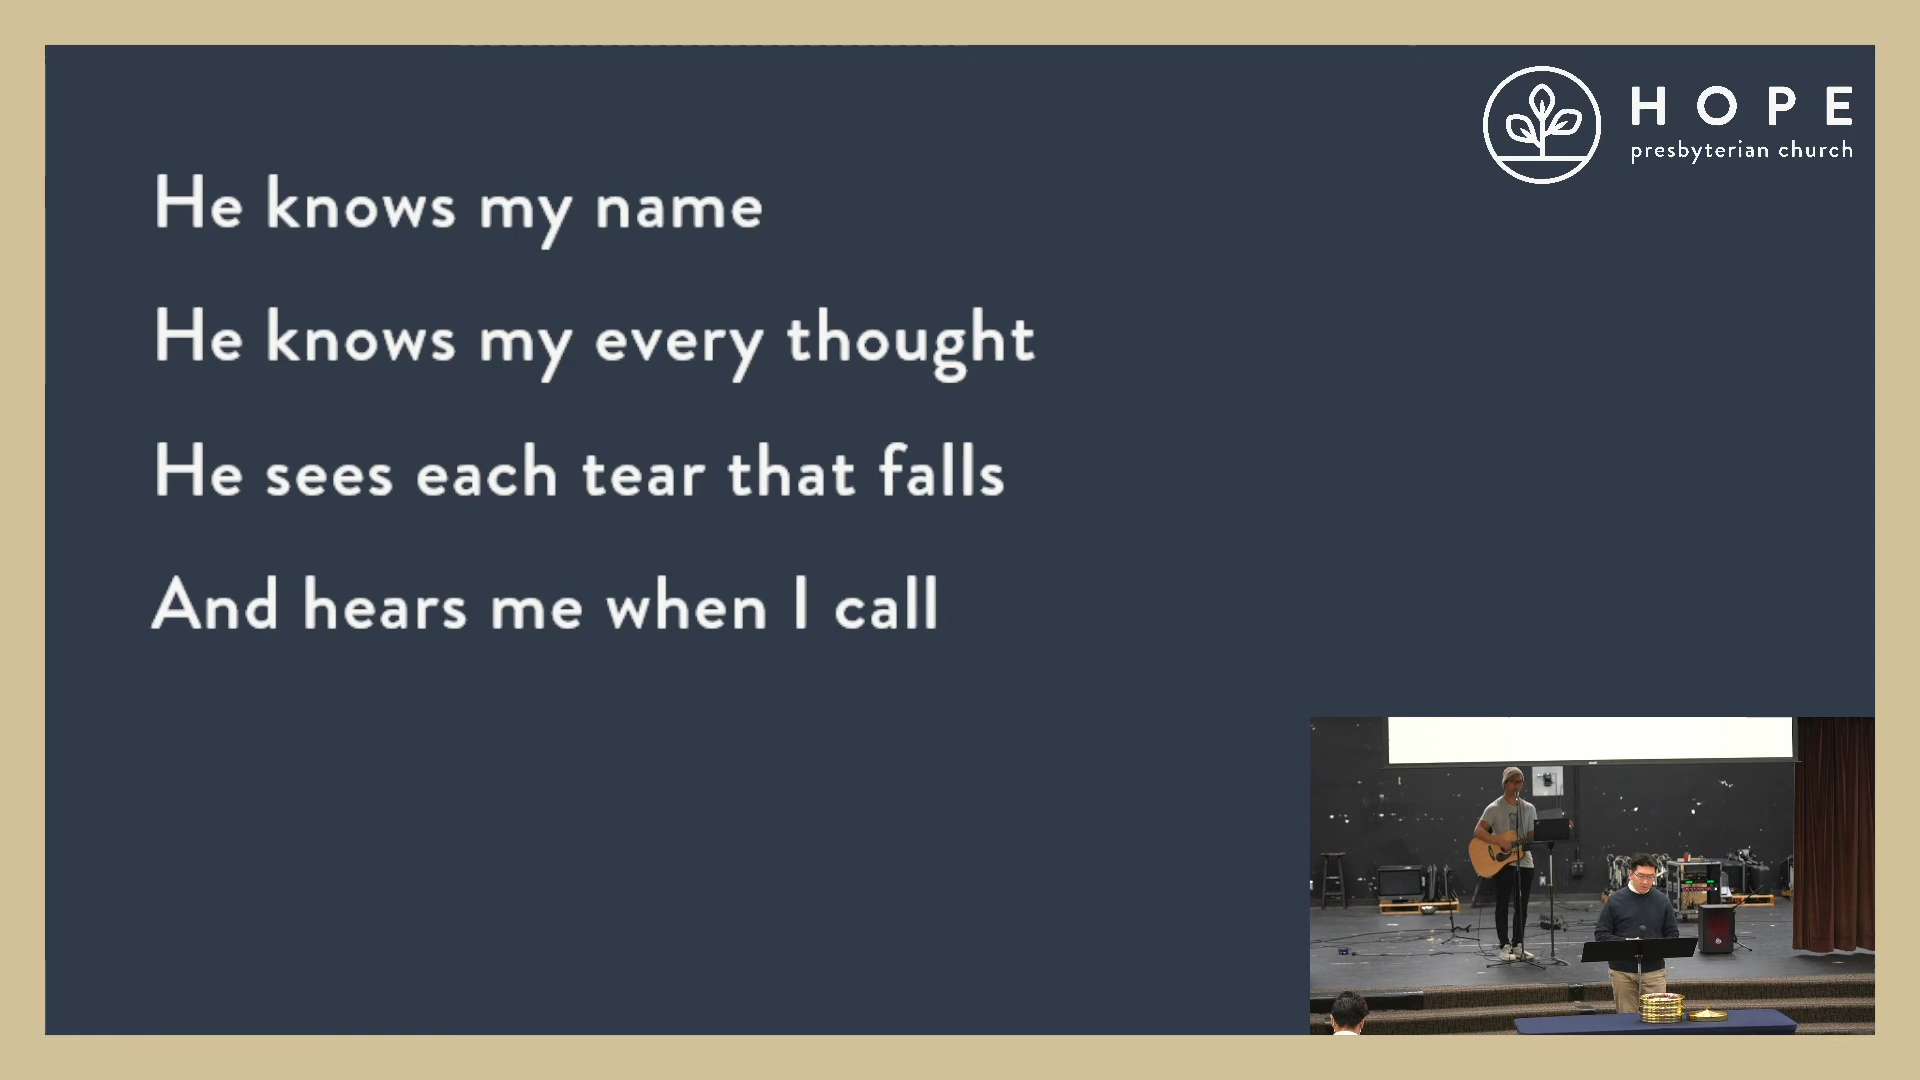 HOPE
presbyterian church
He knows my name
He knows my every thought
He sees each tear that falls
And hears me when I call